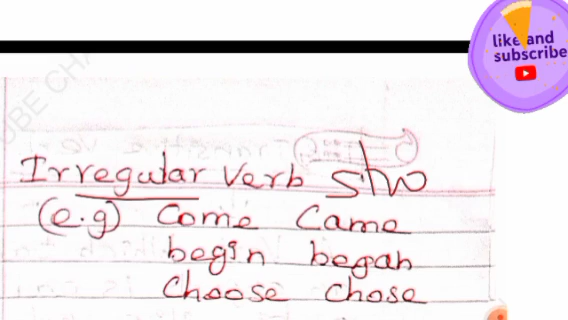 like and
subscribe
Irregular Verb
(e.g) Come Came
begin began
Choose chose